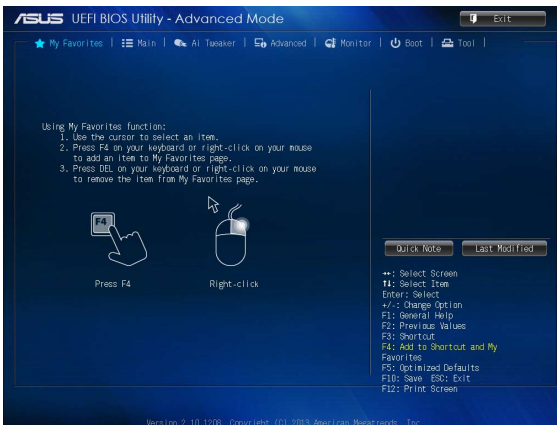 ASUS UEFI BIOS Utility - Advanced Mode
Exit
My Favorites | Main | Ai Tweaker | Advanced | Monitor | Boot | Tool |
Using My Favorites function:
1. Use the cursor to select an item.
2. Press F4 on your keyboard or right-click on your mouse
to add an item to My Favorites page.
3. Press DEL on your keyboard or right-click on your mouse
to remove the item from My Favorites page.
F4
Press F4
Right-click
Quick Note
Last Modified
→←: Select Screen
↑↓: Select Item
Enter: Select
+/-: Change Option
F1: General Help
F2: Previous Values
F3: Shortcut
F4: Add to Shortcut and My
Favorites
F5: Optimized Defaults
F10: Save ESC: Exit
F12: Print Screen
Version 2.10.1208. Copyright (C) 2013 American Megatrends, Inc.